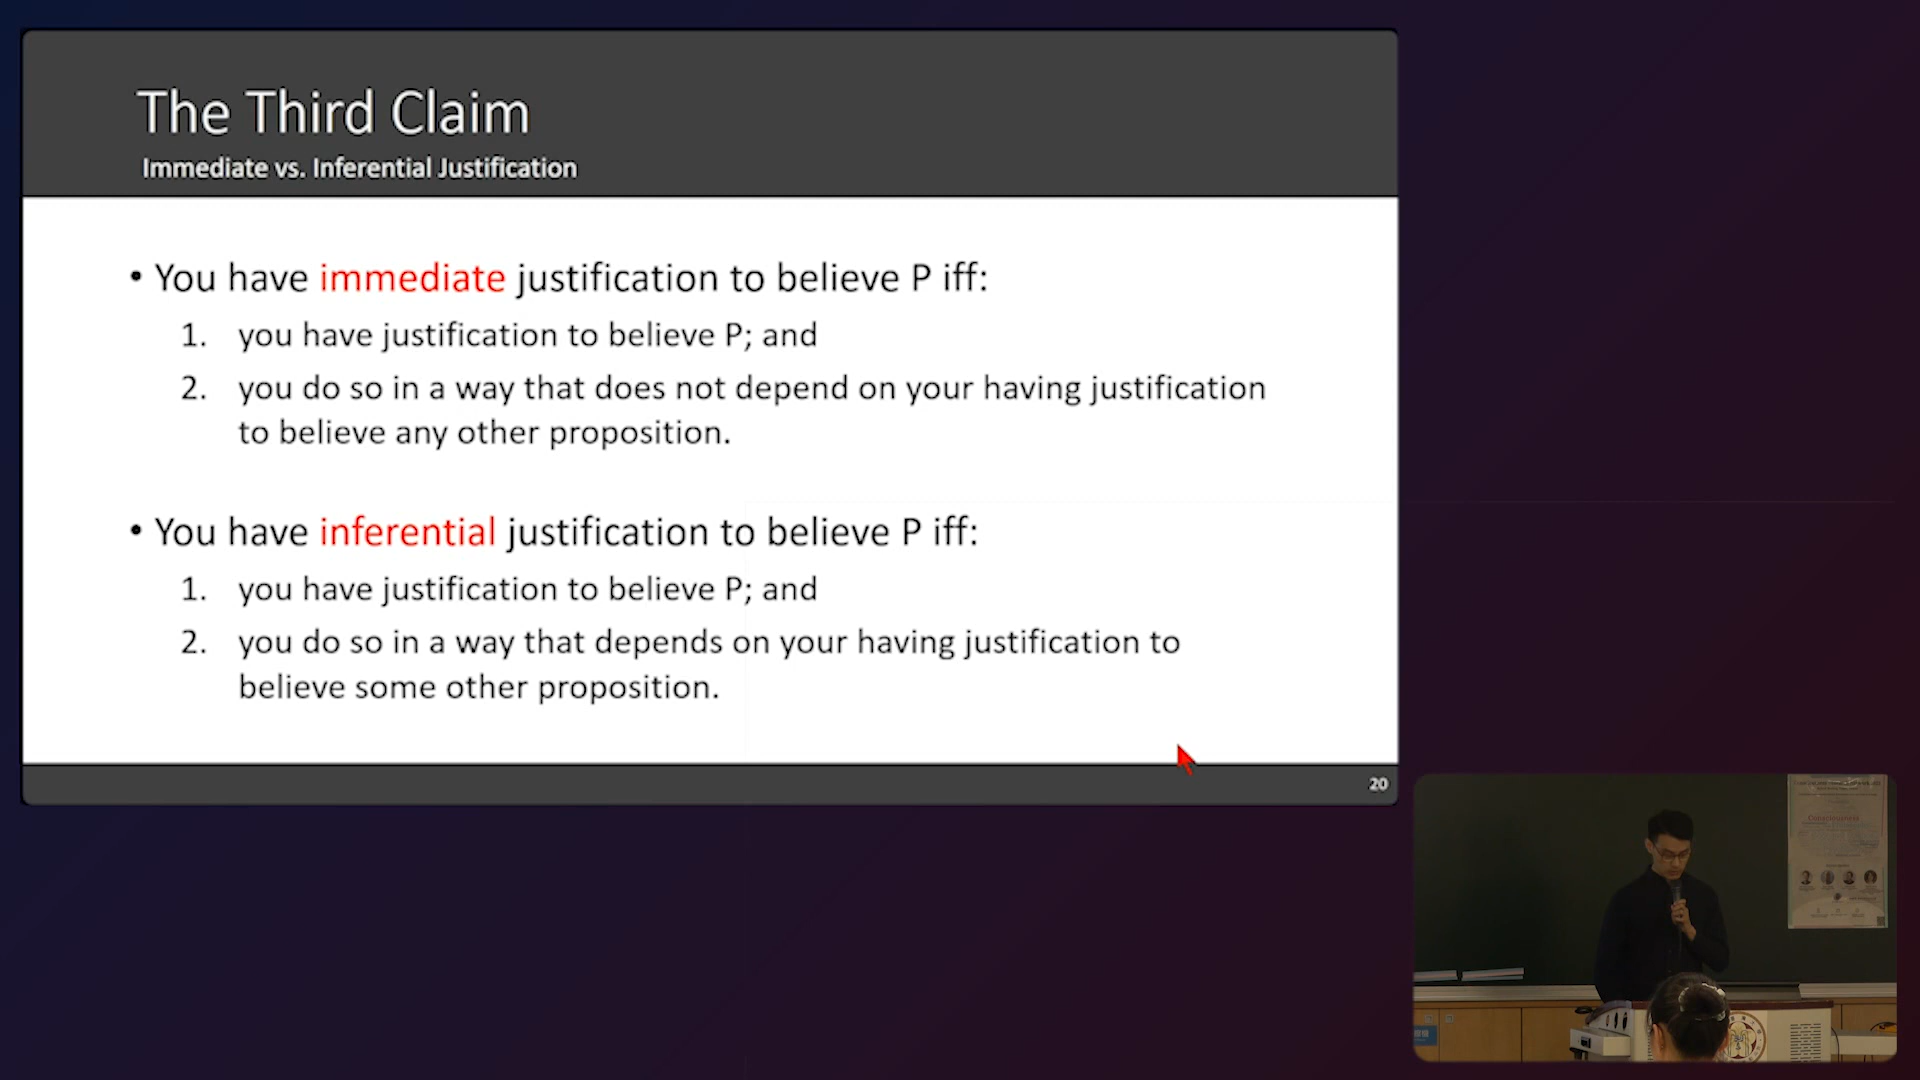 The Third Claim
Immediate vs. Inferential Justification
• You have immediate justification to believe P iff:
1. you have justification to believe P; and
2. you do so in a way that does not depend on your having justification
to believe any other proposition.
• You have inferential justification to believe P iff:
1. you have justification to believe P; and
2. you do so in a way that depends on your having justification to
believe some other proposition.
20
Consciousness